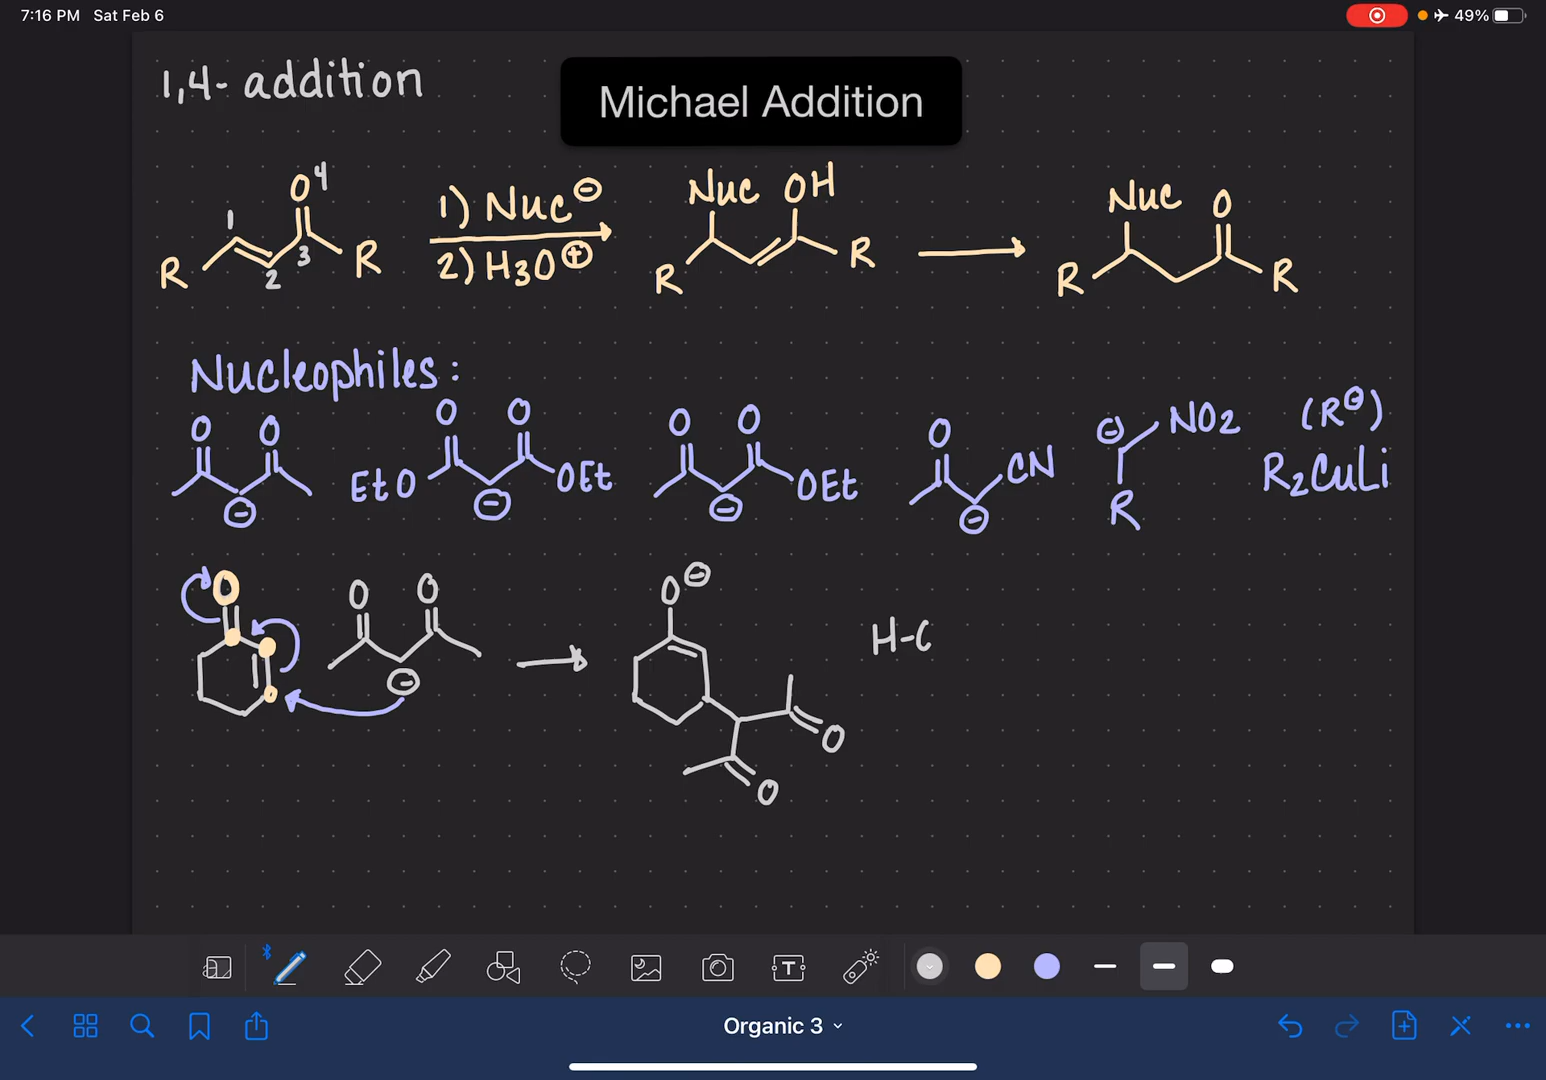 7:16 PM Sat Feb 6
49%
1,4- addition
Michael Addition
1 2 3 O 4 R R
1) Nuc ⊖
2) H3O ⊕
Nuc OH R R
Nuc O R R
Nucleophiles:
O O ⊖
O O EtO OEt ⊖
O O OEt ⊖
O CN ⊖
⊖ NO2 R
(R⊖)
R2CuLi
O
O O ⊖
O ⊖ O O
H-C
T
Organic 3